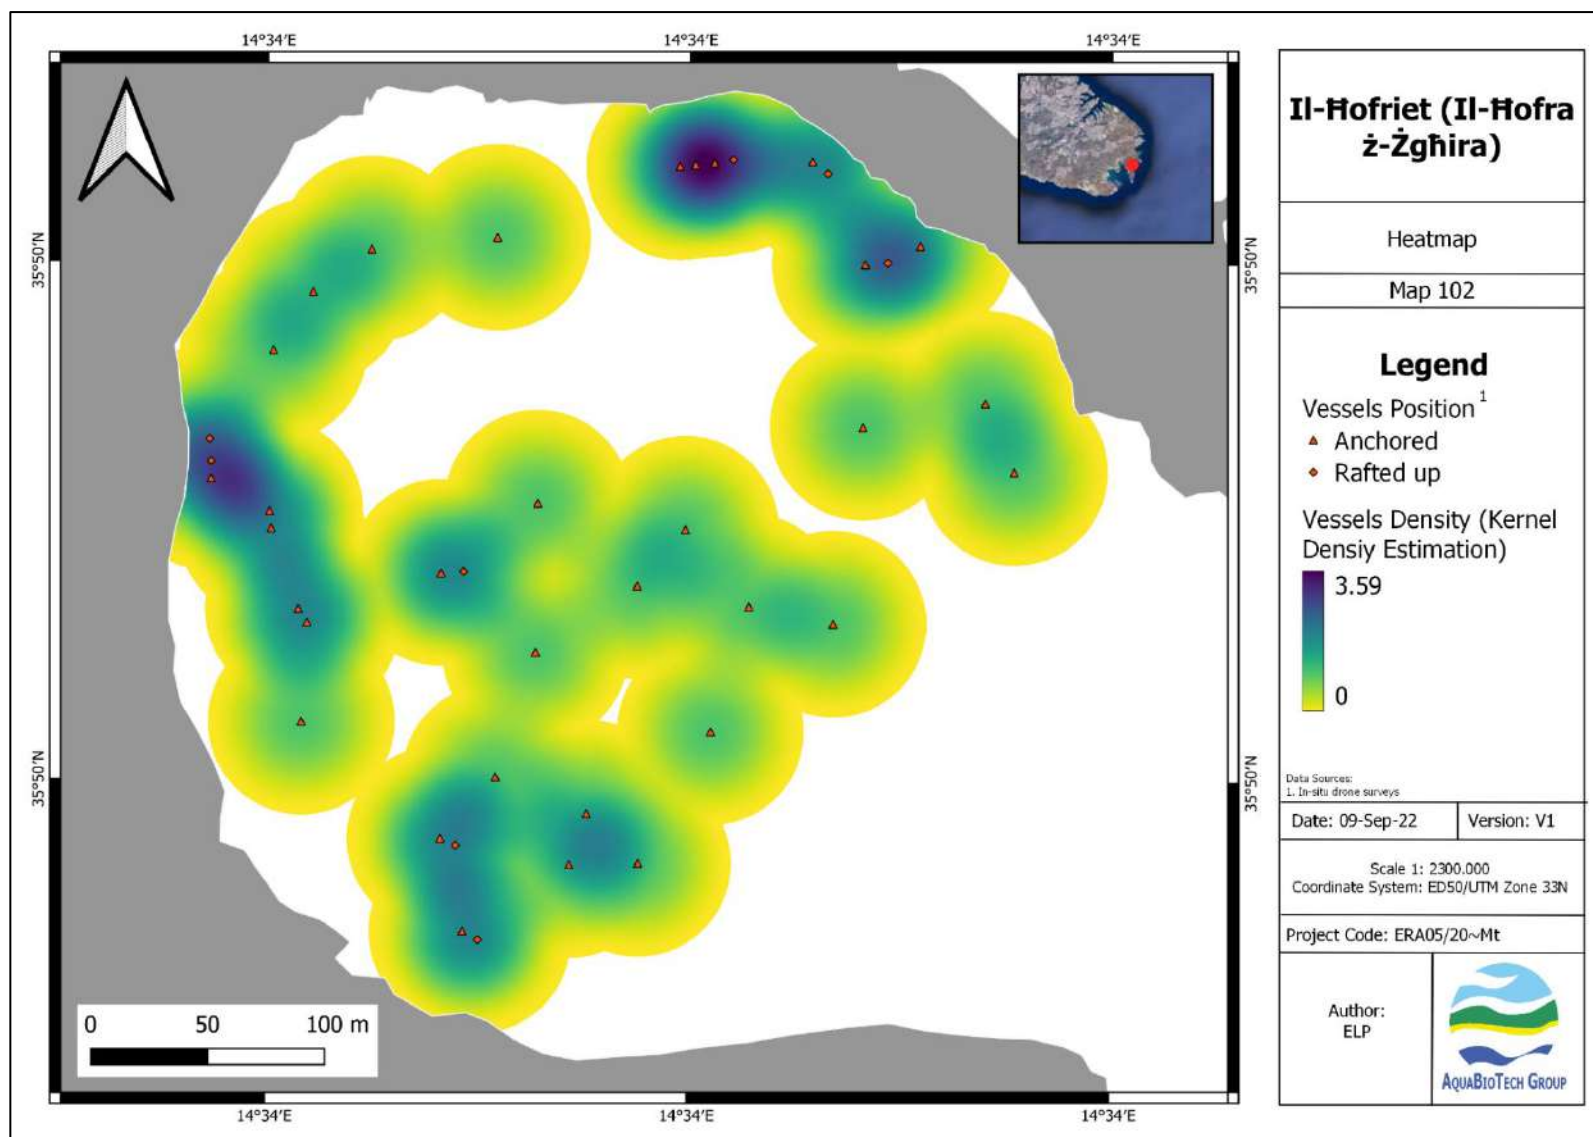 14°34′E 14°34′E 14°34′E
35°50′N 35°50′N
35°50′N 35°50′N
0 50 100 m
14°34′E 14°34′E 14°34′E
Il-Ħofriet (Il-Ħofra
ż-Żgħira)
Heatmap
Map 102
Legend
Vessels Position 1
Anchored
Rafted up
Vessels Density (Kernel
Densiy Estimation)
3.59
0
Data Sources:
1. In-situ drone surveys
Date: 09-Sep-22 Version: V1
Scale 1: 2300.000
Coordinate System: ED50/UTM Zone 33N
Project Code: ERA05/20~Mt
Author:
ELP
AQUABIOTECH GROUP